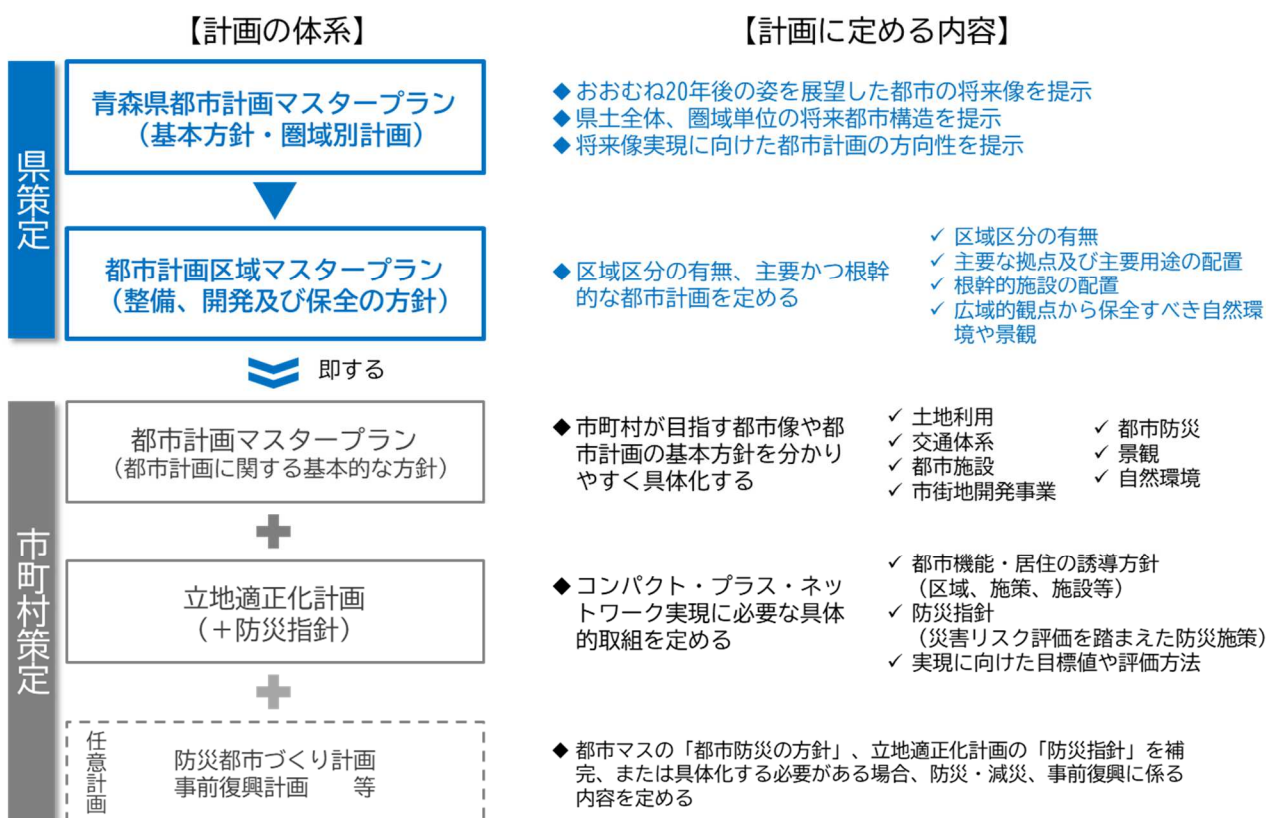 【計画の体系】
【計画に定める内容】
県策定
青森県都市計画マスタープラン
（基本方針・圏域別計画）
◆ おおむね20年後の姿を展望した都市の将来像を提示
◆ 県土全体、圏域単位の将来都市構造を提示
◆ 将来像実現に向けた都市計画の方向性を提示
都市計画区域マスタープラン
（整備、開発及び保全の方針）
◆ 区域区分の有無、主要かつ根幹
的な都市計画を定める
✓ 区域区分の有無
✓ 主要な拠点及び主要用途の配置
✓ 根幹的施設の配置
✓ 広域的観点から保全すべき自然環
境や景観
即する
市町村策定
都市計画マスタープラン
（都市計画に関する基本的な方針）
◆ 市町村が目指す都市像や都
市計画の基本方針を分かり
やすく具体化する
✓ 土地利用
✓ 交通体系
✓ 都市施設
✓ 市街地開発事業
✓ 都市防災
✓ 景観
✓ 自然環境
立地適正化計画
（＋防災指針）
◆ コンパクト・プラス・ネッ
トワーク実現に必要な具体
的取組を定める
✓ 都市機能・居住の誘導方針
（区域、施策、施設等）
✓ 防災指針
（災害リスク評価を踏まえた防災施策）
✓ 実現に向けた目標値や評価方法
任意計画
防災都市づくり計画
事前復興計画　　等
◆ 都市マスの「都市防災の方針」、立地適正化計画の「防災指針」を補
完、または具体化する必要がある場合、防災・減災、事前復興に係る
内容を定める